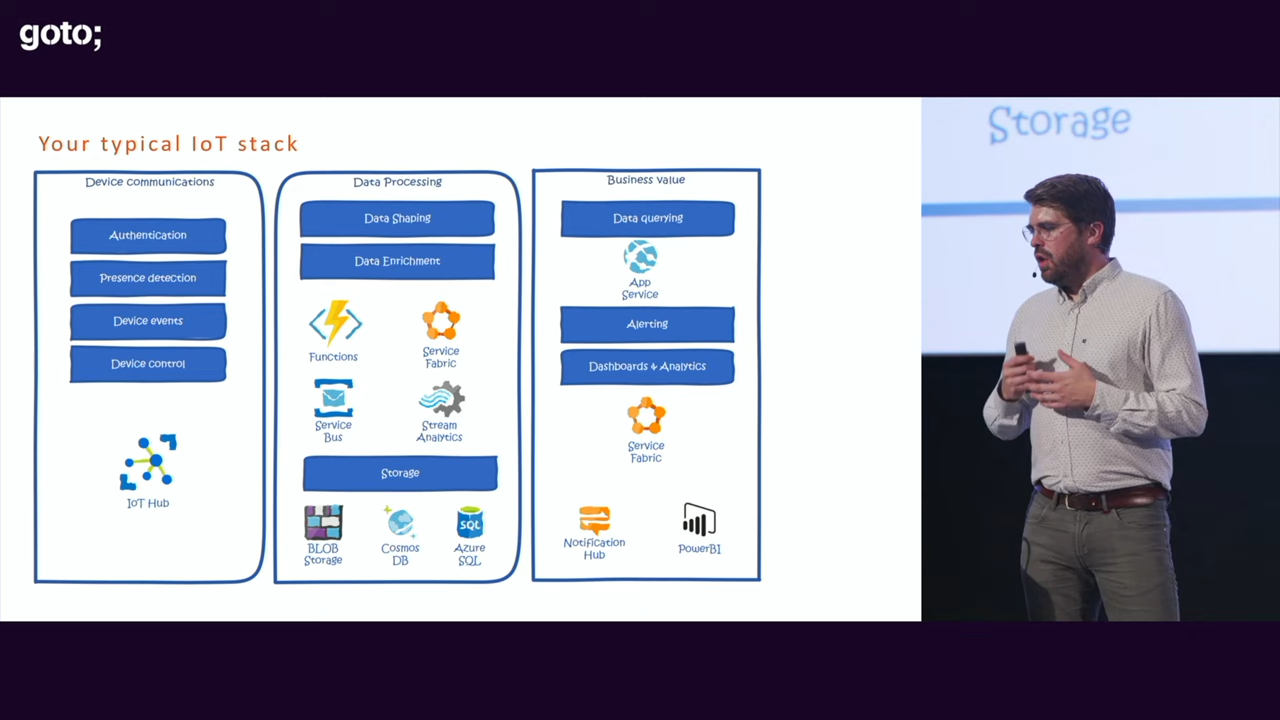 goto;
Your typical IoT stack
Device communications
Authentication
Presence detection
Device events
Device control
IoT Hub
Data Processing
Data Shaping
Data Enrichment
Functions
Service
Fabric
Service
Bus
Stream
Analytics
Storage
BLOB
Storage
Cosmos
DB
Azure
SQL
SQL
Business value
Data querying
App
Service
Alerting
Dashboards & Analytics
Service
Fabric
Notification
Hub
PowerBI
Storage